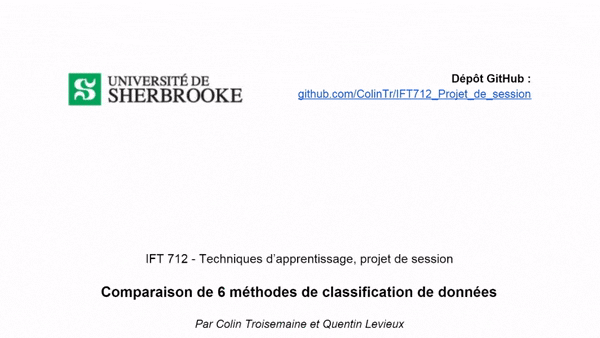 UNIVERSITÉ DE
SHERBROOKE
Dépôt GitHub :
github.com/ColinTr/IFT712_Projet_de_session
IFT 712 - Techniques d'apprentissage, projet de session
Comparaison de 6 méthodes de classification de données
Par Colin Troisemaine et Quentin Levieux